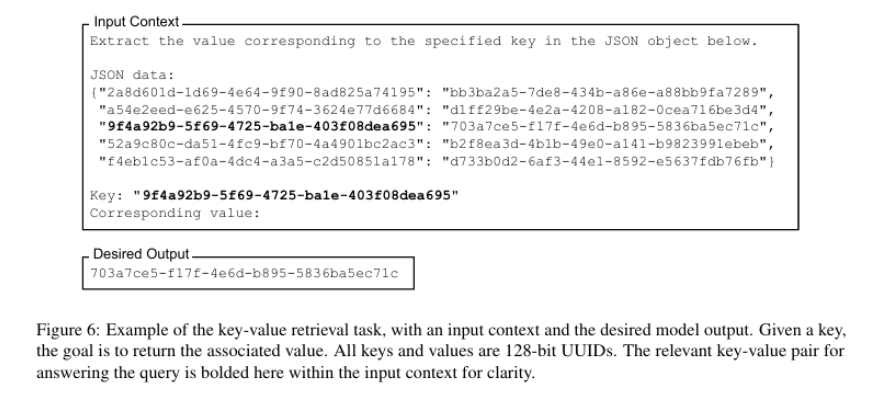 Input Context
Extract the value corresponding to the specified key in the JSON object below.
JSON data:
{"2a8d601d-1d69-4e64-9f90-8ad825a74195": "bb3ba2a5-7de8-434b-a86e-a88bb9fa7289",
"a54e2eed-e625-4570-9f74-3624e77d6684": "d1ff29be-4e2a-4208-a182-0cea716be3d4",
"9f4a92b9-5f69-4725-ba1e-403f08dea695": "703a7ce5-f17f-4e6d-b895-5836ba5ec71c",
"52a9c80c-da51-4fc9-bf70-4a4901bc2ac3": "b2f8ea3d-4b1b-49e0-a141-b9823991ebeb",
"f4eb1c53-af0a-4dc4-a3a5-c2d50851a178": "d733b0d2-6af3-44e1-8592-e5637fdb76fb"}
Key: "9f4a92b9-5f69-4725-ba1e-403f08dea695"
Corresponding value:
Desired Output
703a7ce5-f17f-4e6d-b895-5836ba5ec71c
Figure 6: Example of the key-value retrieval task, with an input context and the desired model output. Given a key,
the goal is to return the associated value. All keys and values are 128-bit UUIDs. The relevant key-value pair for
answering the query is bolded here within the input context for clarity.